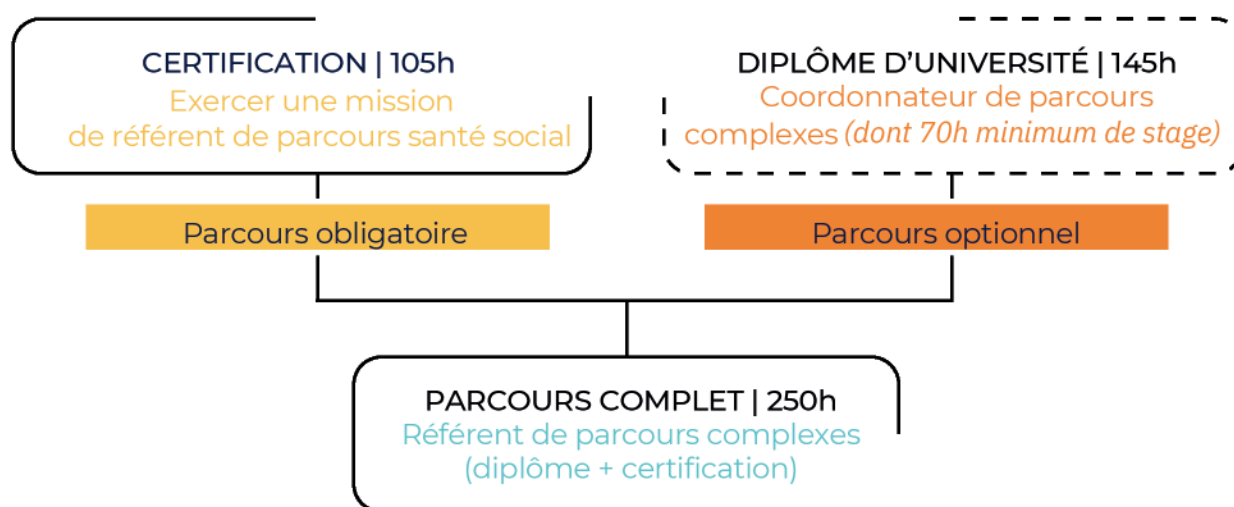 CERTIFICATION | 105h
Exercer une mission
de référent de parcours santé social
Parcours obligatoire
DIPLÔME D'UNIVERSITÉ | 145h
Coordonnateur de parcours
complexes (dont 70h minimum de stage)
Parcours optionnel
PARCOURS COMPLET | 250h
Référent de parcours complexes
(diplôme + certification)